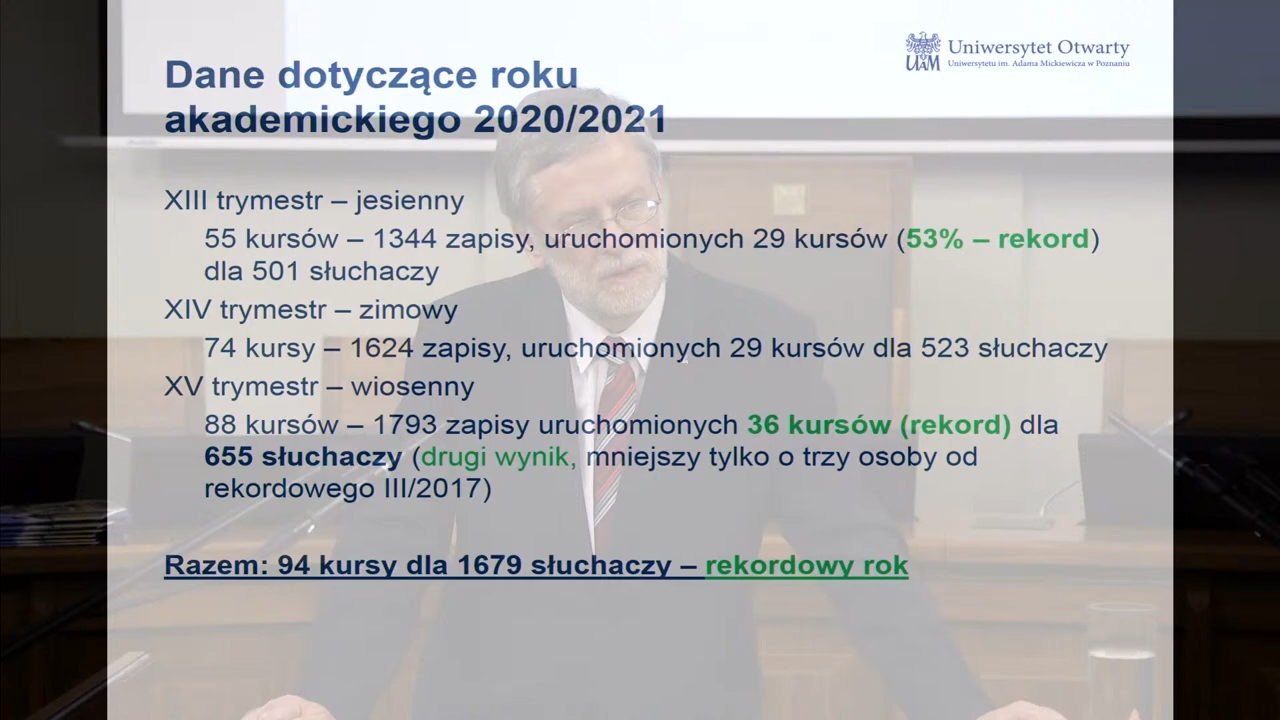 UAM
Uniwersytet Otwarty
Uniwersytetu im. Adama Mickiewicza w Poznaniu
Dane dotyczące roku
akademickiego 2020/2021
XIII trymestr – jesienny
55 kursów – 1344 zapisy, uruchomionych 29 kursów (53% – rekord)
dla 501 słuchaczy
XIV trymestr – zimowy
74 kursy – 1624 zapisy, uruchomionych 29 kursów dla 523 słuchaczy
XV trymestr – wiosenny
88 kursów – 1793 zapisy uruchomionych 36 kursów (rekord) dla
655 słuchaczy (drugi wynik, mniejszy tylko o trzy osoby od
rekordowego III/2017)
Razem: 94 kursy dla 1679 słuchaczy – rekordowy rok